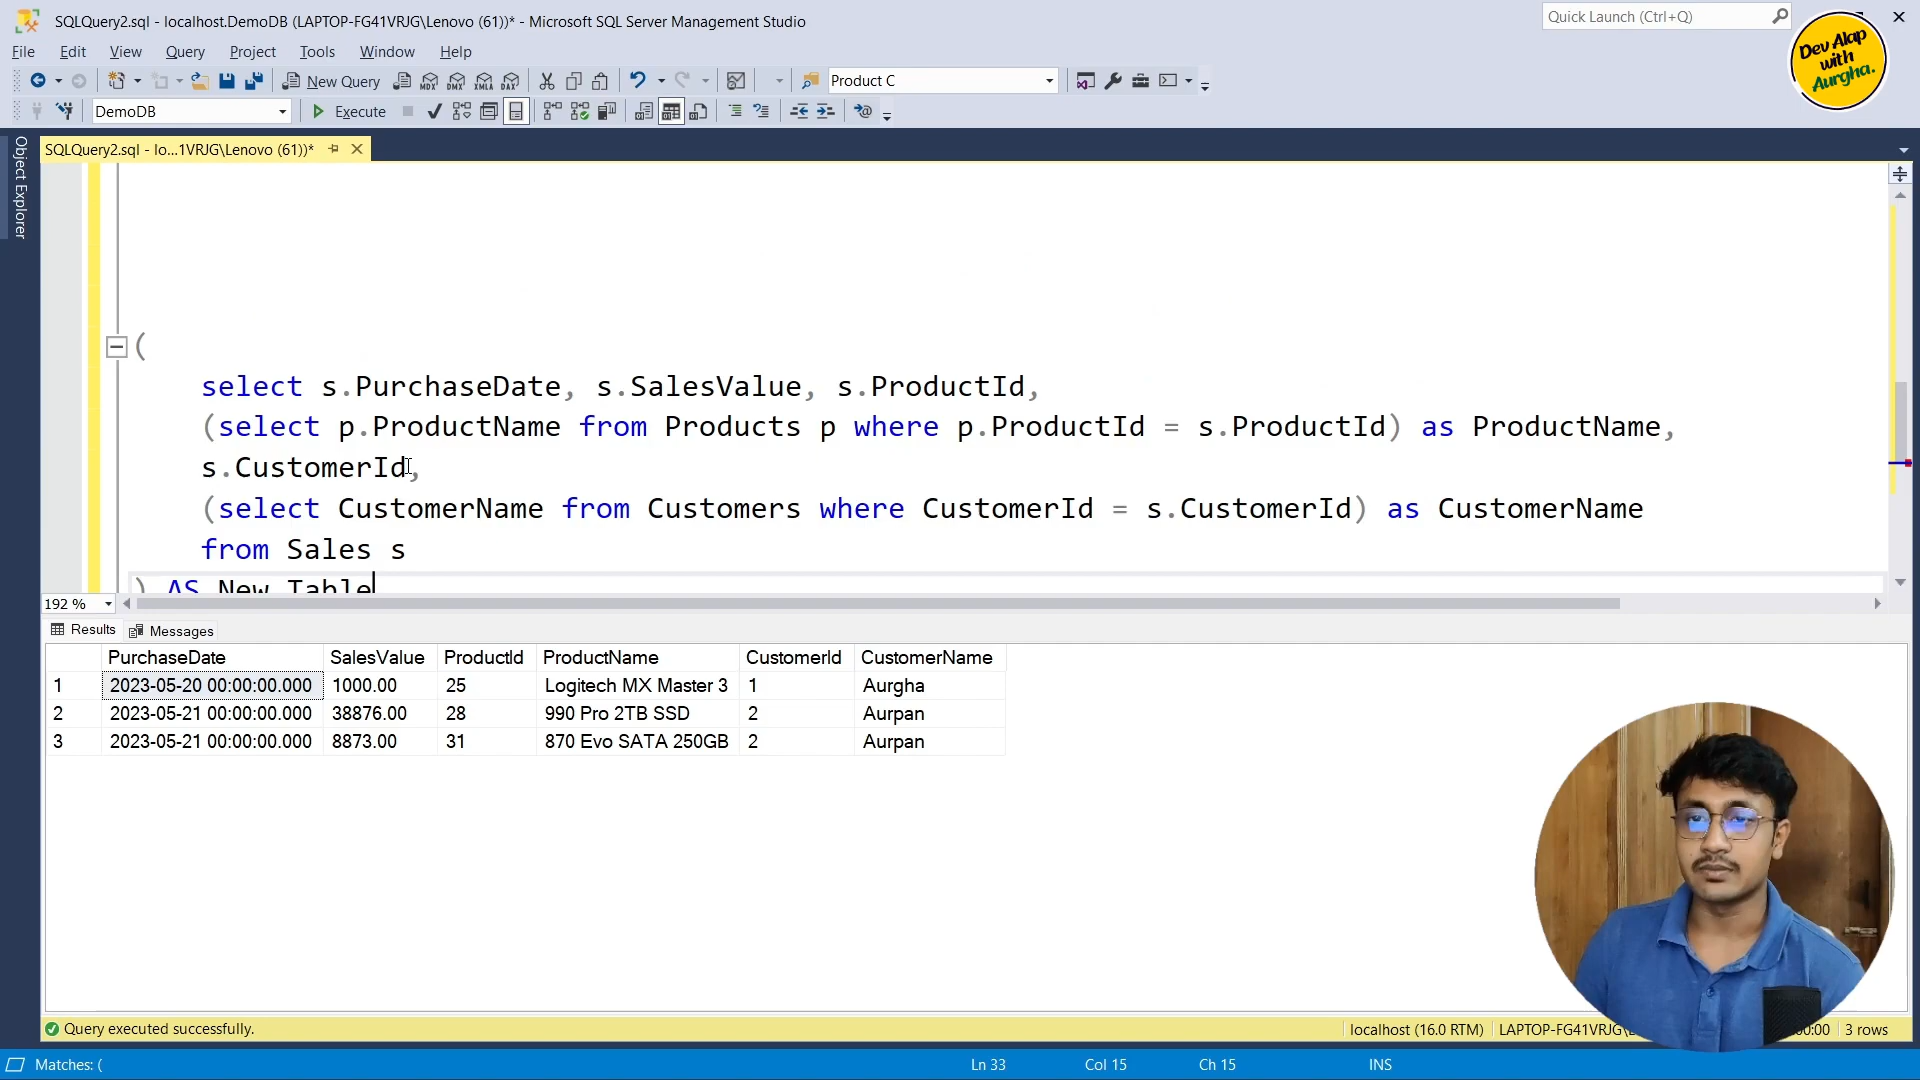 SQLQuery2.sql - localhost.DemoDB (LAPTOP-FG41VRJG\Lenovo (61))* - Microsoft SQL Server Management Studio
Quick Launch (Ctrl+Q)
Dev Alap
with
Aurgha.
File Edit View Query Project Tools Window Help
New Query
MDX DMX XMLA DAX
Product C
DemoDB
Execute
Object Explorer
SQLQuery2.sql - lo...1VRJG\Lenovo (61))*
(
select s.PurchaseDate, s.SalesValue, s.ProductId,
(select p.ProductName from Products p where p.ProductId = s.ProductId) as ProductName,
s.CustomerId,
(select CustomerName from Customers where CustomerId = s.CustomerId) as CustomerName
from Sales s
) AS New_Table
192 %
Results Messages
PurchaseDate SalesValue ProductId ProductName CustomerId CustomerName
1 2023-05-20 00:00:00.000 1000.00 25 Logitech MX Master 3 1 Aurgha
2 2023-05-21 00:00:00.000 38876.00 28 990 Pro 2TB SSD 2 Aurpan
3 2023-05-21 00:00:00.000 8873.00 31 870 Evo SATA 250GB 2 Aurpan
Query executed successfully.
localhost (16.0 RTM) LAPTOP-FG41VRJG\L :00:00 3 rows
Matches: (
Ln 33 Col 15 Ch 15 INS